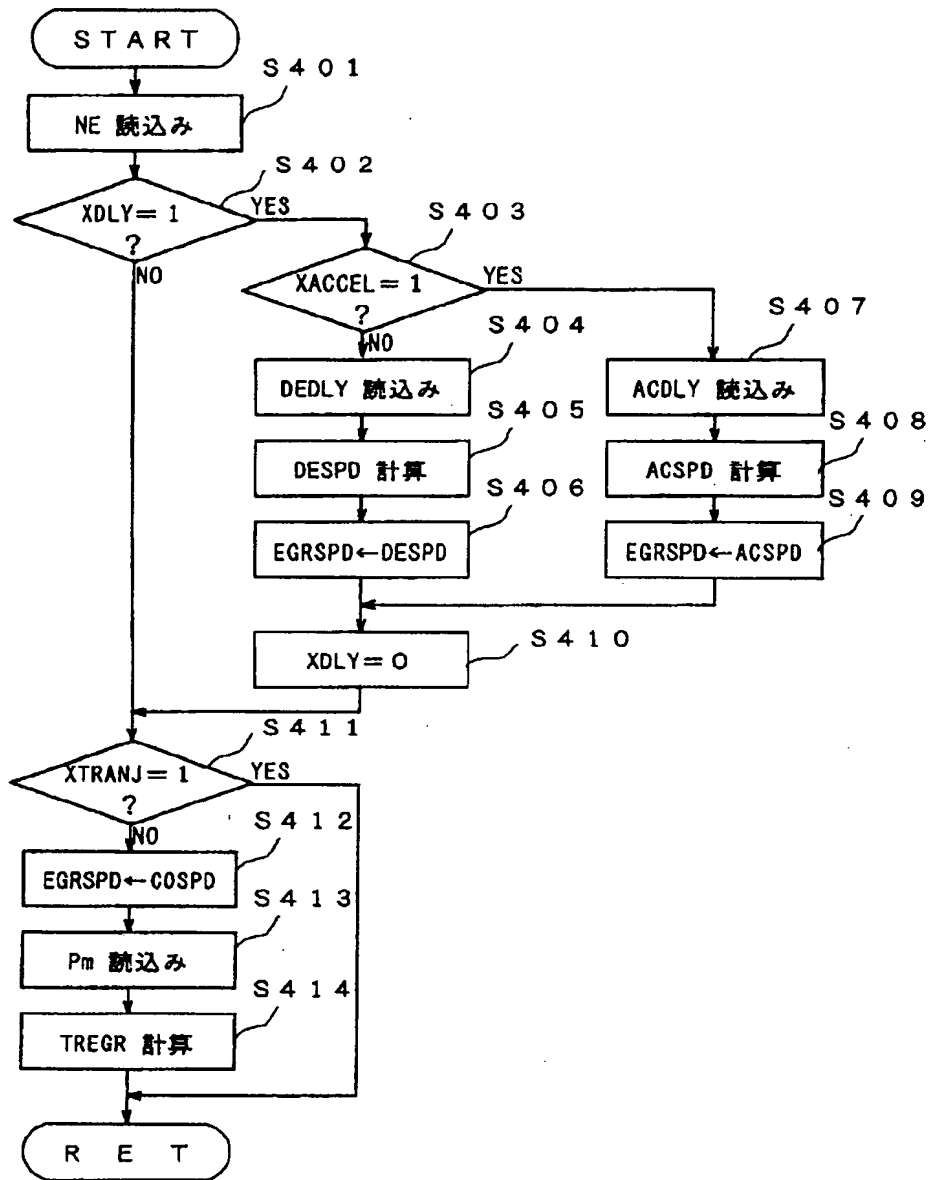 ＳＴＡＲＴ
Ｓ４０１
NE 読込み
Ｓ４０２
XDLY＝1
?
YES
NO
Ｓ４０３
XACCEL＝1
?
YES
NO
Ｓ４０４
DEDLY 読込み
Ｓ４０５
DESPD 計算
Ｓ４０６
EGRSPD←DESPD
Ｓ４０７
ACDLY 読込み
Ｓ４０８
ACSPD 計算
Ｓ４０９
EGRSPD←ACSPD
Ｓ４１０
XDLY＝0
Ｓ４１１
XTRANJ＝1
?
YES
NO
Ｓ４１２
EGRSPD←COSPD
Ｓ４１３
Pm 読込み
Ｓ４１４
TREGR 計算
Ｒ Ｅ Ｔ